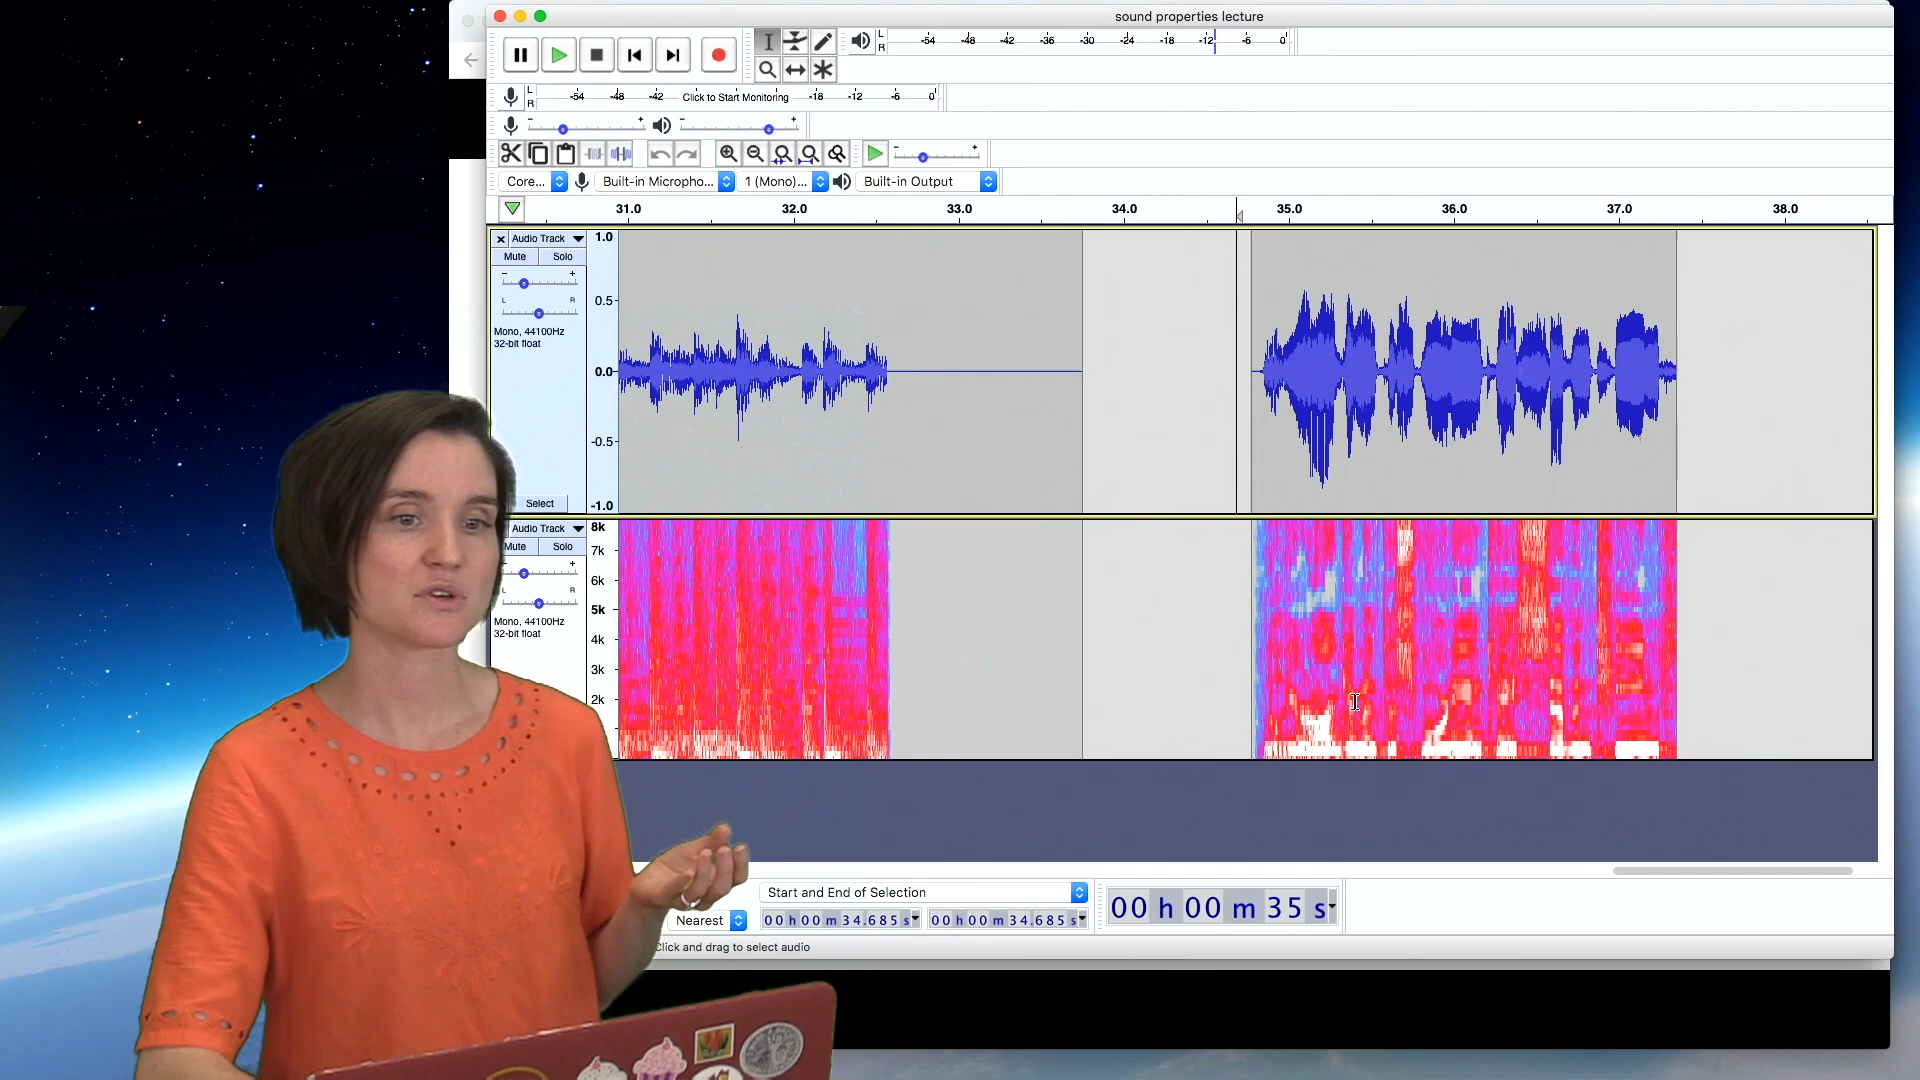 sound properties lecture
L
R
-54 -48 -42 -36 -30 -24 -18 -12 -6 0
L
R
-54 -48 -42 Click to Start Monitoring -18 -12 -6 0
- + - +
- +
Core... Built-in Micropho... 1 (Mono)... Built-in Output
31.0 32.0 33.0 34.0 35.0 36.0 37.0 38.0
Audio Track
Mute Solo
- +
L R
Mono, 44100Hz
32-bit float
Select
1.0
0.5
0.0
-0.5
-1.0
Audio Track
Mute Solo
- +
L R
Mono, 44100Hz
32-bit float
8k
7k
6k
5k
4k
3k
2k
Start and End of Selection
Nearest 00 h 00 m 34.685 s 00 h 00 m 34.685 s
00 h 00 m 35 s
Click and drag to select audio